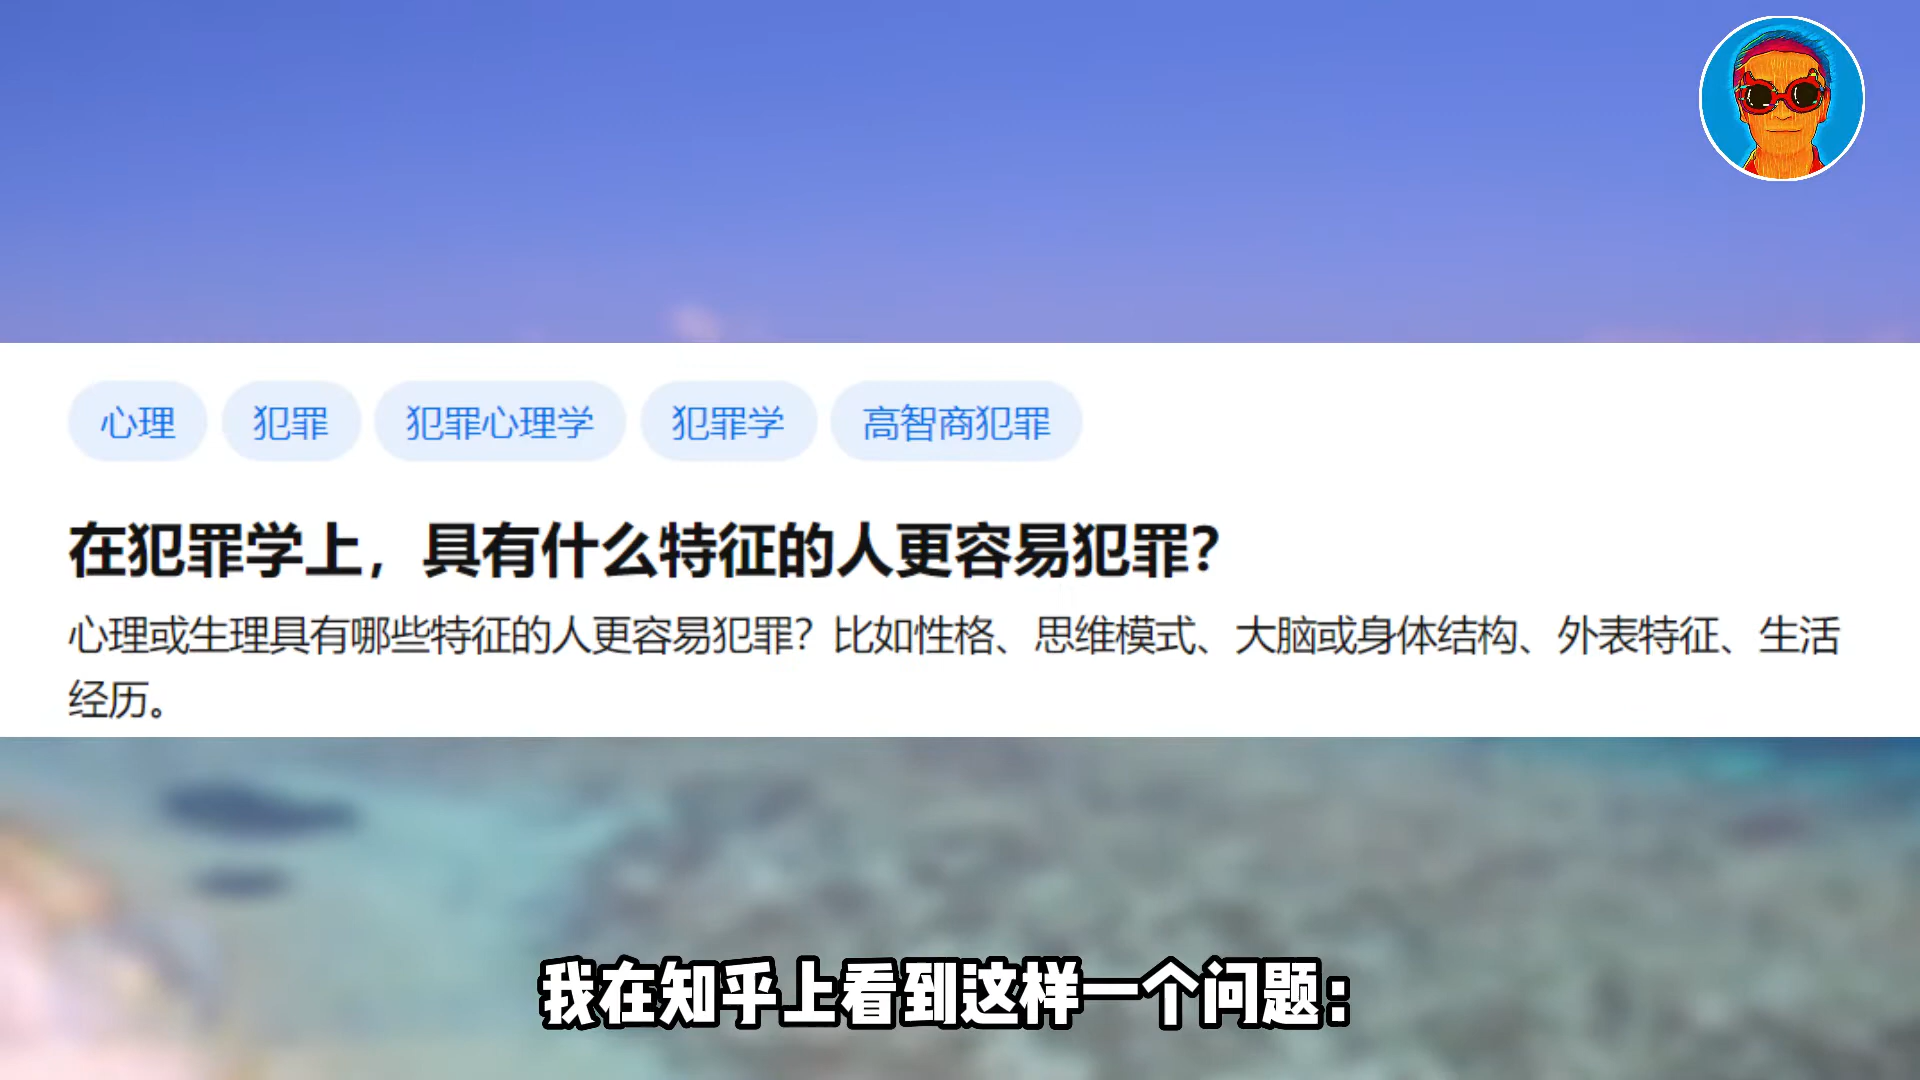 心理 犯罪 犯罪心理学 犯罪学 高智商犯罪
在犯罪学上，具有什么特征的人更容易犯罪？
心理或生理具有哪些特征的人更容易犯罪？比如性格、思维模式、大脑或身体结构、外表特征、生活
经历。
我在知乎上看到这样一个问题：